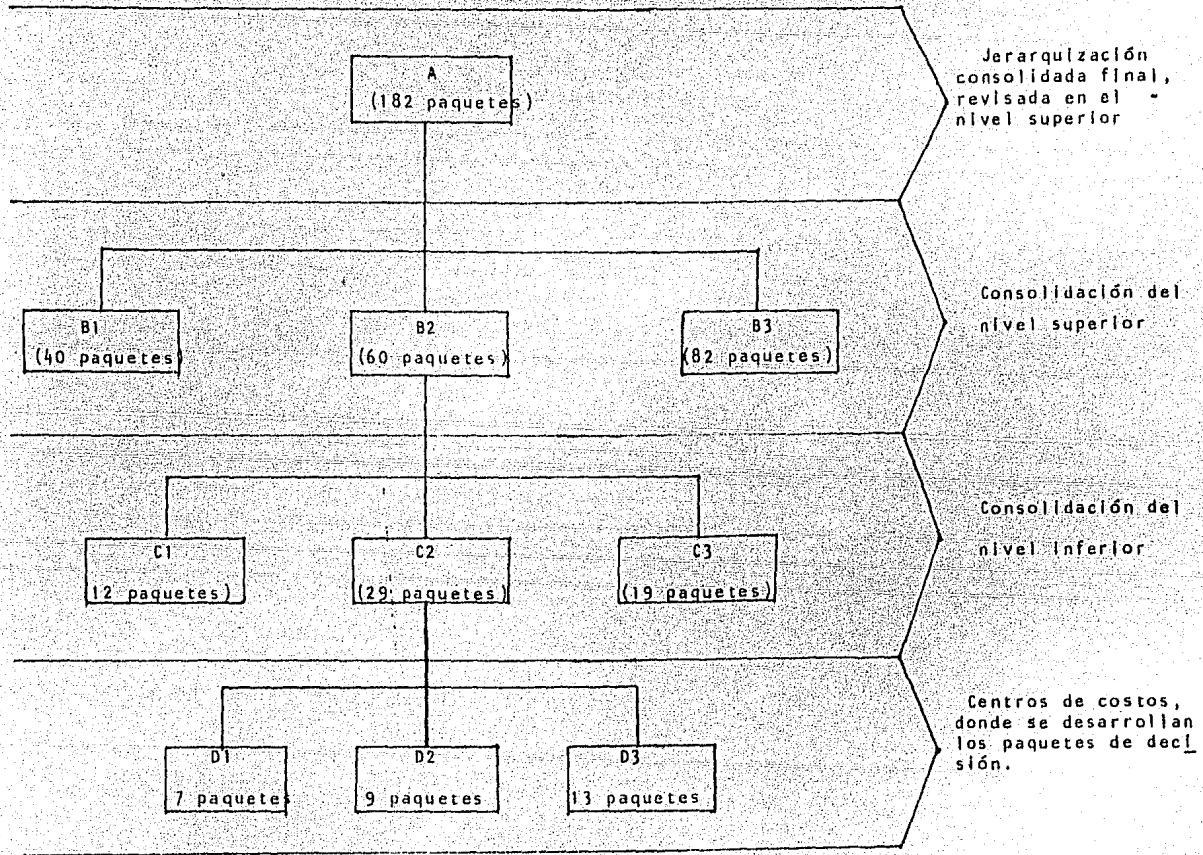 A
(182 paquetes)
Jerarquización
consolidada final,
revisada en el -
nivel superior
B1
(40 paquetes)
B2
(60 paquetes)
B3
(82 paquetes)
Consolidación del
nivel superior
C1
12 paquetes)
C2
(29 paquetes)
C3
(19 paquetes)
Consolidación del
nivel inferior
D1
7 paquetes
D2
9 paquetes
D3
13 paquetes
Centros de costos,
donde se desarrollan
los paquetes de deci
sión.